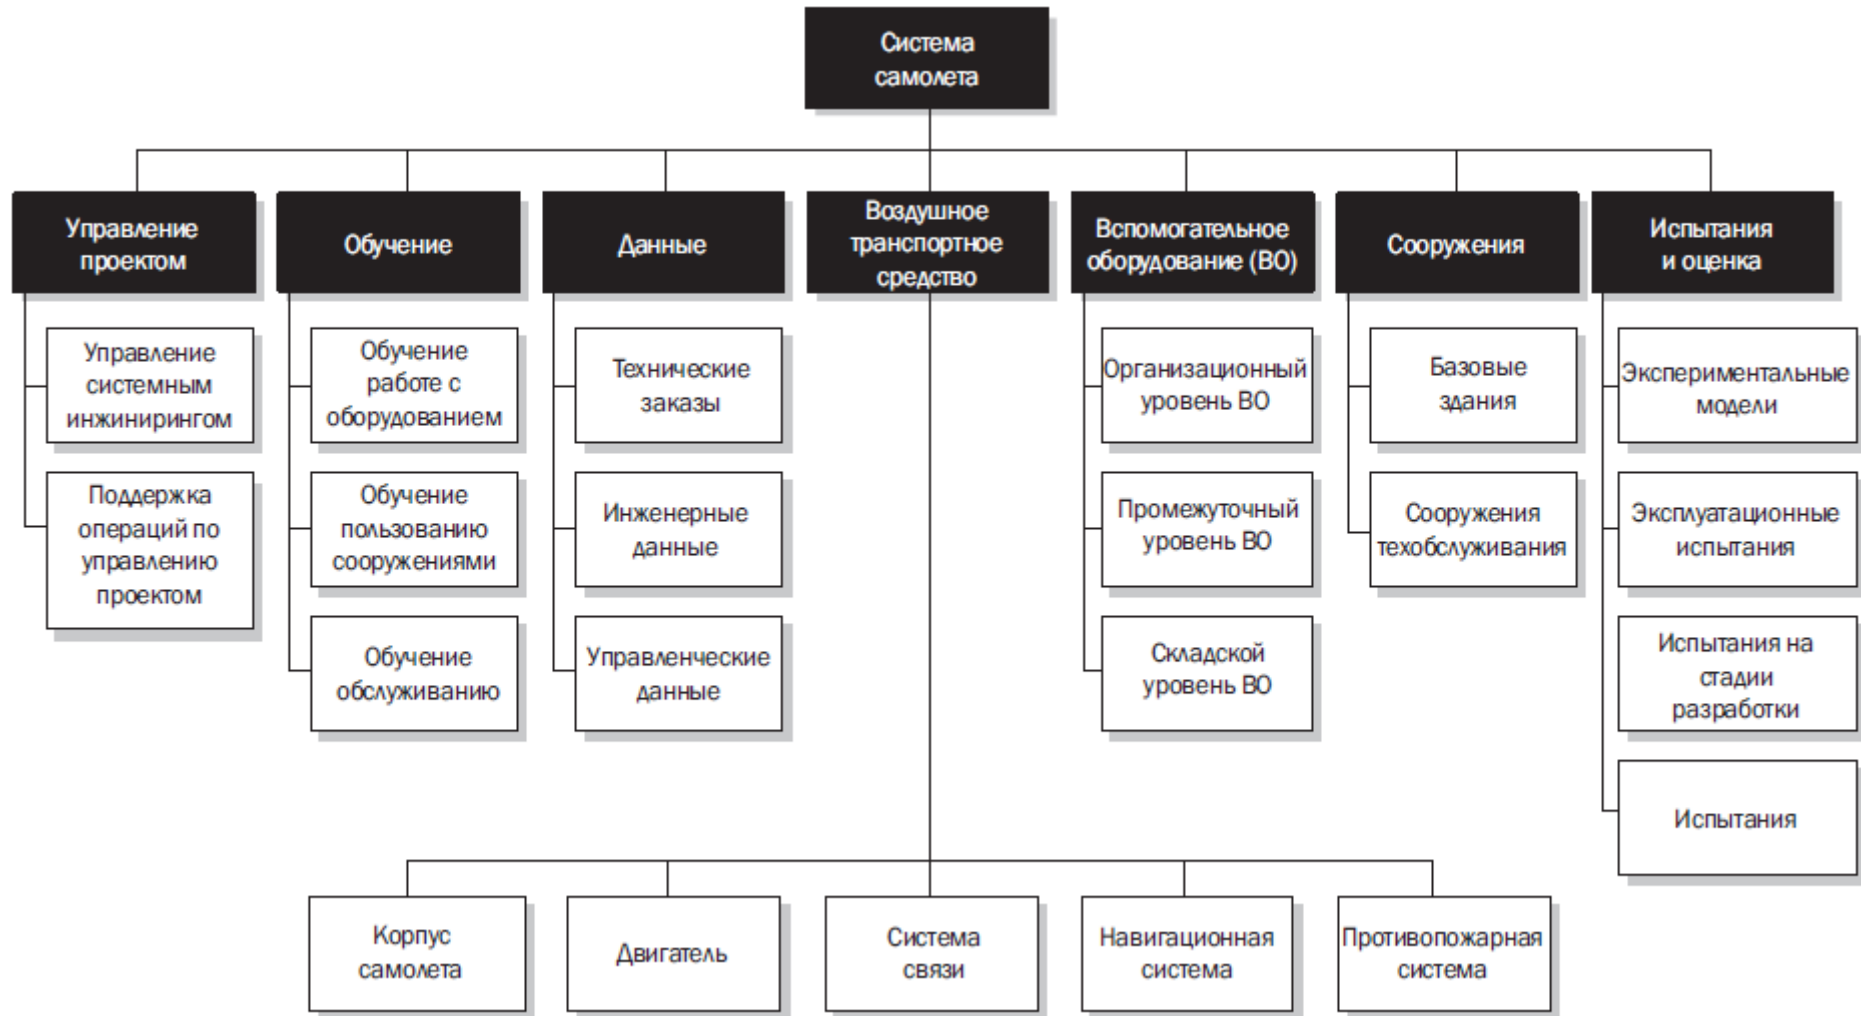 Система
самолета
Управление
проектом
Обучение
Данные
Воздушное
транспортное
средство
Вспомогательное
оборудование (ВО)
Сооружения
Испытания
и оценка
Управление
системным
инжинирингом
Поддержка
операций по
управлению
проектом
Обучение
работе с
оборудованием
Обучение
пользованию
сооружениями
Обучение
обслуживанию
Технические
заказы
Инженерные
данные
Управленческие
данные
Организационный
уровень ВО
Промежуточный
уровень ВО
Складской
уровень ВО
Базовые
здания
Сооружения
техобслуживания
Экспериментальные
модели
Эксплуатационные
испытания
Испытания на
стадии
разработки
Испытания
Корпус
самолета
Двигатель
Система
связи
Навигационная
система
Противопожарная
система